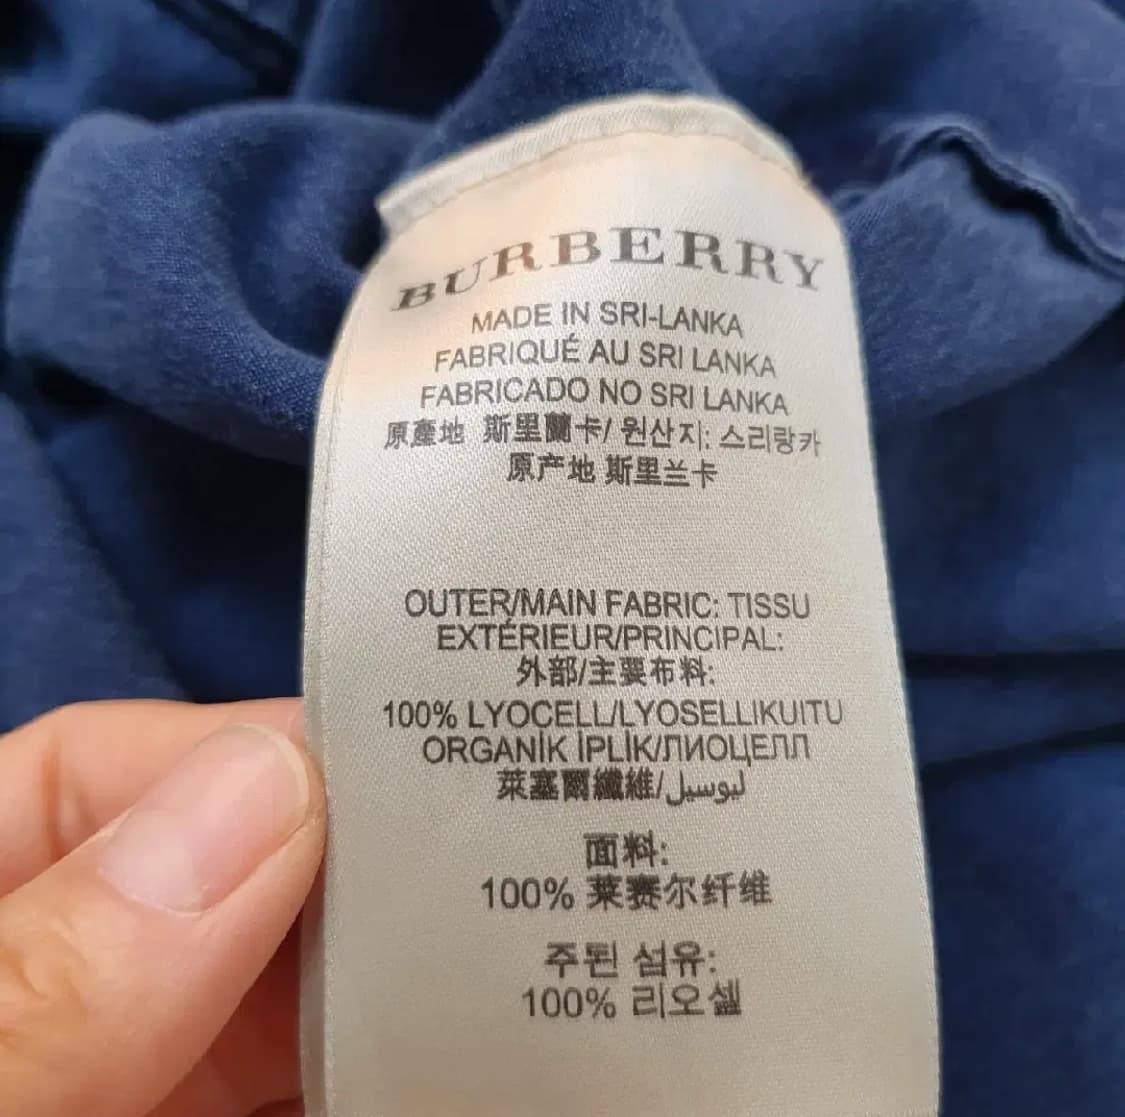 BURBERRY
MADE IN SRI-LANKA
FABRIQUÉ AU SRI LANKA
FABRICADO NO SRI LANKA
原產地 斯里蘭卡/ 원산지: 스리랑카
原产地 斯里兰卡
OUTER/MAIN FABRIC: TISSU
EXTÉRIEUR/PRINCIPAL:
外部/主要布料:
100% LYOCELL/LYOSELLIKUITU
ORGANİK İPLİK/ЛИОЦЕЛЛ
萊塞爾纖維/ليوسيل
面料:
100% 莱赛尔纤维
주된 섬유:
100% 리오셀